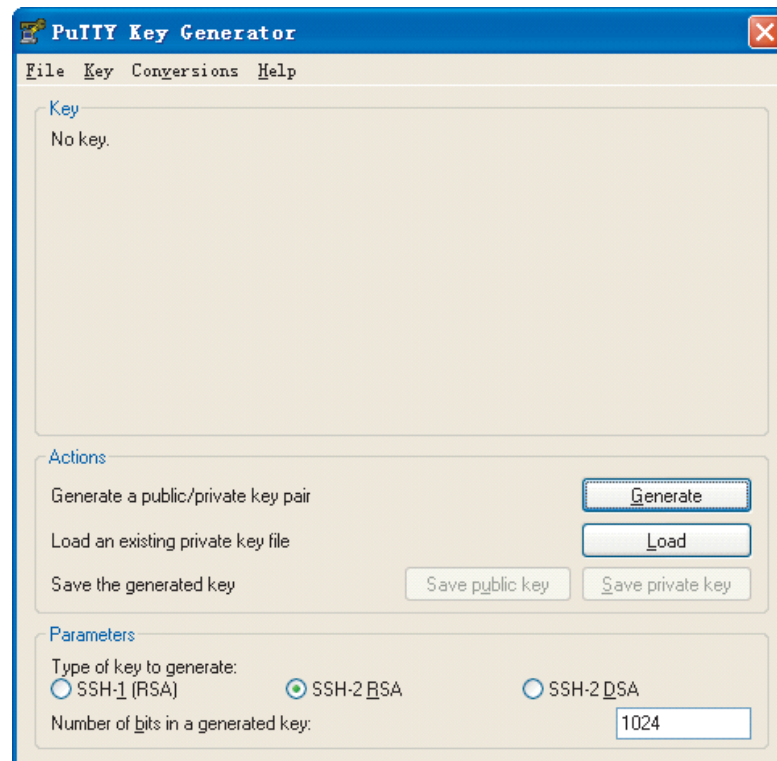 PuTTY Key Generator
File Key Conversions Help
Key
No key.
Actions
Generate a public/private key pair Generate
Load an existing private key file Load
Save the generated key Save public key Save private key
Parameters
Type of key to generate:
SSH-1 (RSA) SSH-2 RSA SSH-2 DSA
Number of bits in a generated key: 1024